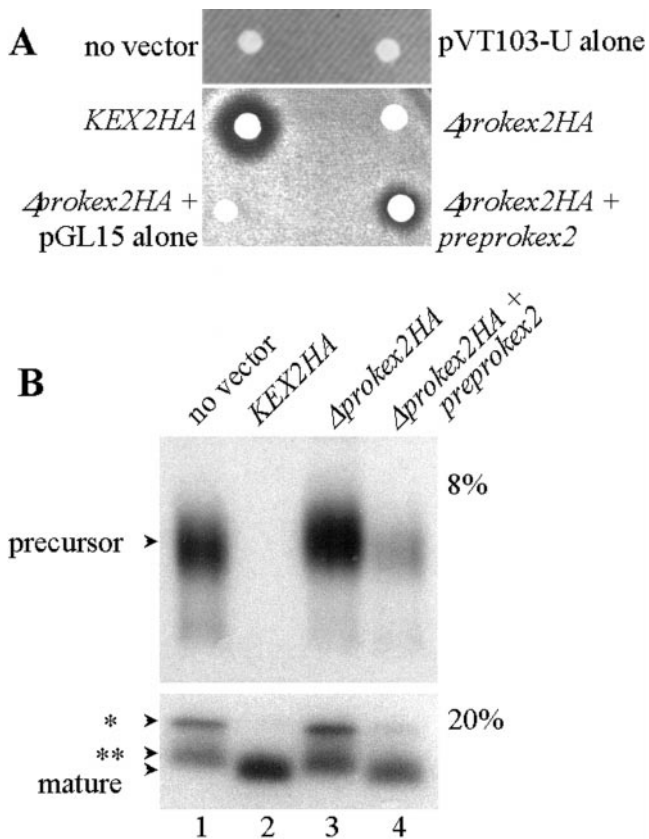 A
no vector
pVT103-U alone
KEX2HA
Δprokex2HA
Δprokex2HA +
pGL15 alone
Δprokex2HA +
preprokex2
B
no vector
KEX2HA
Δprokex2HA
Δprokex2HA +
preprokex2
8%
precursor
20%
*
**
mature
1 2 3 4